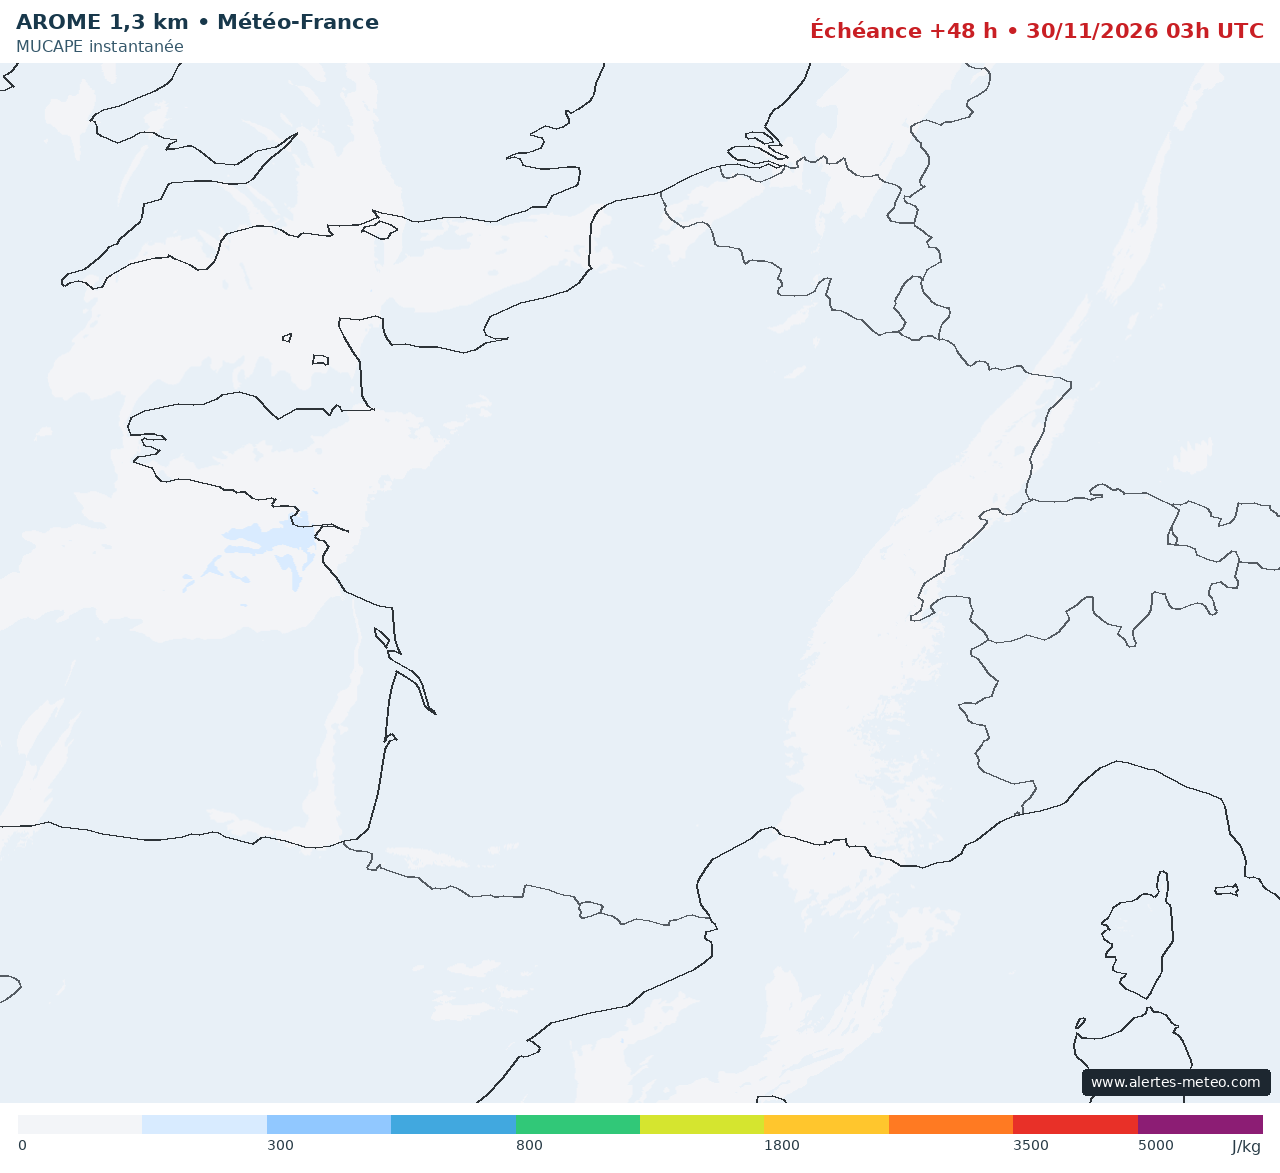 AROME 1,3 km • Météo-France
MUCAPE instantanée
Échéance +48 h • 30/11/2026 03h UTC
www.alertes-meteo.com
0 300 800 1800 3500 5000 J/kg